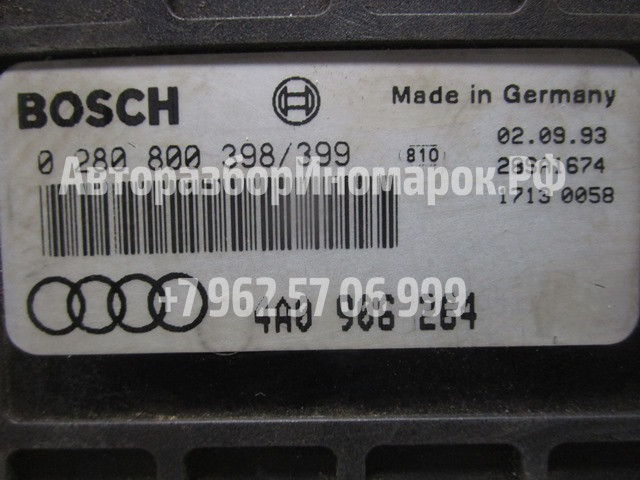 BOSCH
Made in Germany
02.09.93
0 280 800 398/399
810
28SA1674
АвторазборИномарок.РФ
1713 0058
+7962 57 06 999
4A0 906 264